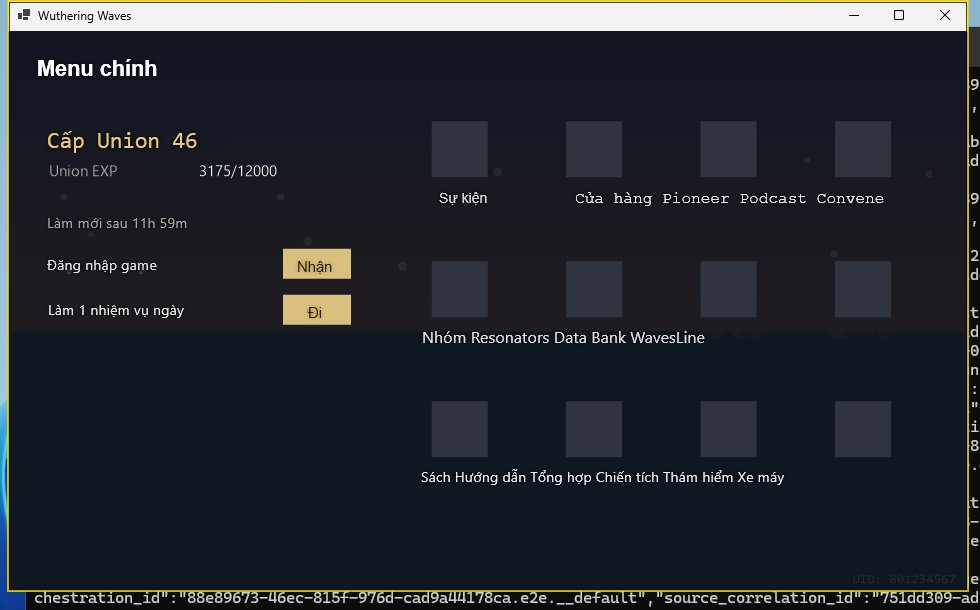 Wuthering Waves
Menu chính
Cấp Union 46
Union EXP 3175/12000
Làm mới sau 11h 59m
Đăng nhập game Nhận
Làm 1 nhiệm vụ ngày Đi
Sự kiện Cửa hàng Pioneer Podcast Convene
Nhóm Resonators Data Bank WavesLine
Sách Hướng dẫn Tổng hợp Chiến tích Thám hiểm Xe máy
UID: 801234567
chestration_id":"88e89673-46ec-815f-976d-cad9a44178ca.e2e.__default","source_correlation_id":"751dd309-ad